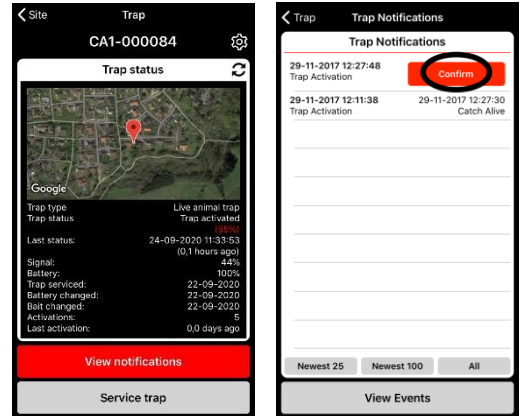 Site
Trap
CA1-000084
Trap status
Google
Trap type Live animal trap
Trap status Trap activated
(55%)
Last status: 24-09-2020 11:33:53
(0,1 hours ago)
Signal: 44%
Battery: 100%
Trap serviced: 22-09-2020
Battery changed: 22-09-2020
Bait changed: 22-09-2020
Activations: 5
Last activation: 0,0 days ago
View notifications
Service trap
Trap
Trap Notifications
Trap Notifications
29-11-2017 12:27:48
Trap Activation
Confirm
29-11-2017 12:11:38 29-11-2017 12:27:30
Trap Activation Catch Alive
Newest 25 Newest 100 All
View Events